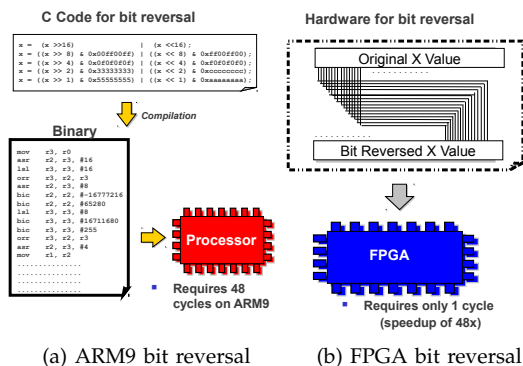 C Code for bit reversal
x = (x >>16) | (x <<16);
x = ((x >> 8) & 0x00ff00ff) | ((x << 8) & 0xff00ff00);
x = ((x >> 4) & 0x0f0f0f0f) | ((x << 4) & 0xf0f0f0f0);
x = ((x >> 2) & 0x33333333) | ((x << 2) & 0xcccccccc);
x = ((x >> 1) & 0x55555555) | ((x << 1) & 0xaaaaaaaa);
Compilation
Binary
mov r3, r0
asr r2, r3, #16
lsl r3, r3, #16
orr r3, r2, r3
asr r2, r3, #8
bic r2, r2, #-16777216
bic r2, r2, #65280
lsl r3, r3, #8
bic r3, r3, #16711680
bic r3, r3, #255
orr r3, r2, r3
asr r2, r3, #4
mov r1, r2
...............
...............
...............
...............
Processor
▪ Requires 48
cycles on ARM9
(a) ARM9 bit reversal
Hardware for bit reversal
Original X Value
. . . . . . . . . . .
. . . . . . . . . . .
Bit Reversed X Value
FPGA
▪ Requires only 1 cycle
(speedup of 48x)
(b) FPGA bit reversal